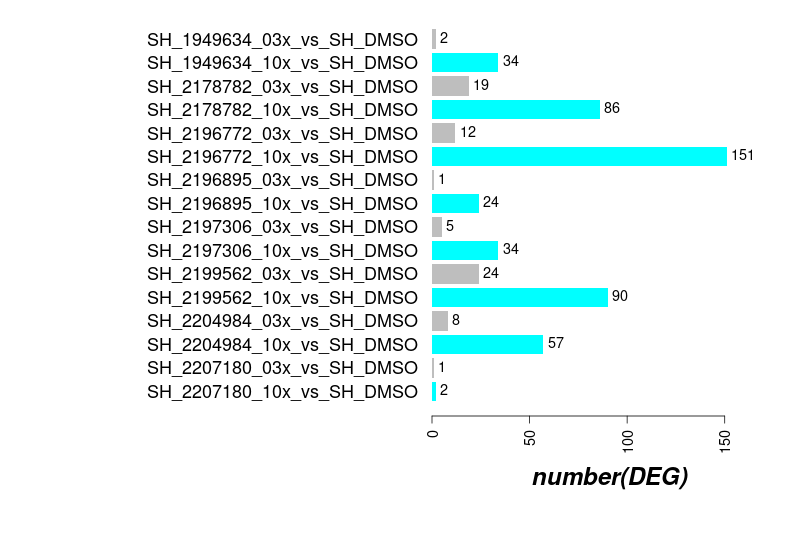 SH_1949634_03x_vs_SH_DMSO 2
SH_1949634_10x_vs_SH_DMSO 34
SH_2178782_03x_vs_SH_DMSO 19
SH_2178782_10x_vs_SH_DMSO 86
SH_2196772_03x_vs_SH_DMSO 12
SH_2196772_10x_vs_SH_DMSO 151
SH_2196895_03x_vs_SH_DMSO 1
SH_2196895_10x_vs_SH_DMSO 24
SH_2197306_03x_vs_SH_DMSO 5
SH_2197306_10x_vs_SH_DMSO 34
SH_2199562_03x_vs_SH_DMSO 24
SH_2199562_10x_vs_SH_DMSO 90
SH_2204984_03x_vs_SH_DMSO 8
SH_2204984_10x_vs_SH_DMSO 57
SH_2207180_03x_vs_SH_DMSO 1
SH_2207180_10x_vs_SH_DMSO 2
0 50 100 150
number(DEG)